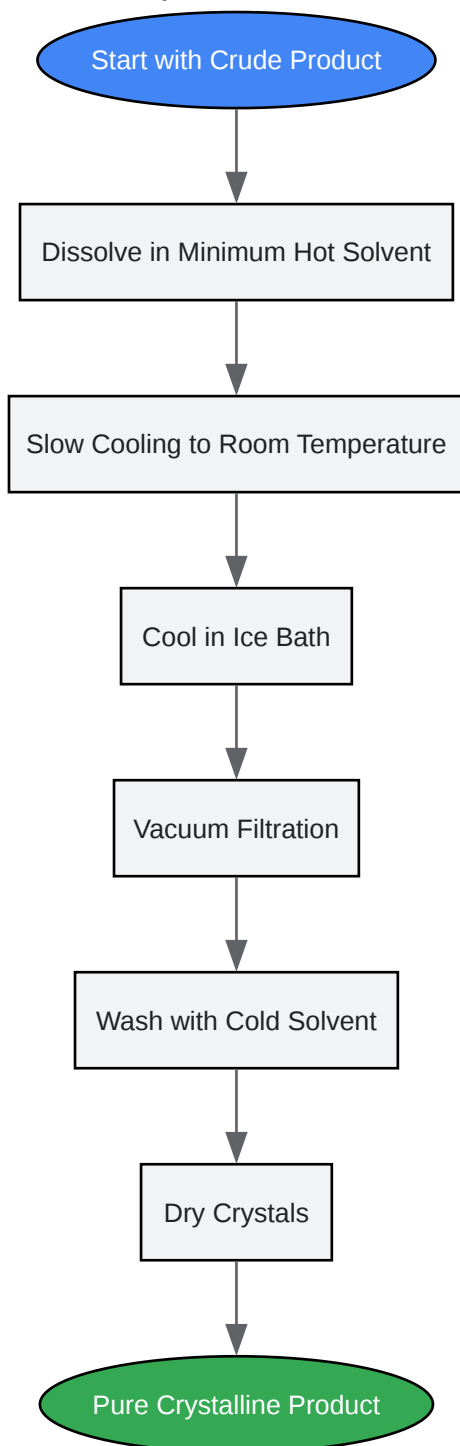 Start with Crude Product
Dissolve in Minimum Hot Solvent
Slow Cooling to Room Temperature
Cool in Ice Bath
Vacuum Filtration
Wash with Cold Solvent
Dry Crystals
Pure Crystalline Product